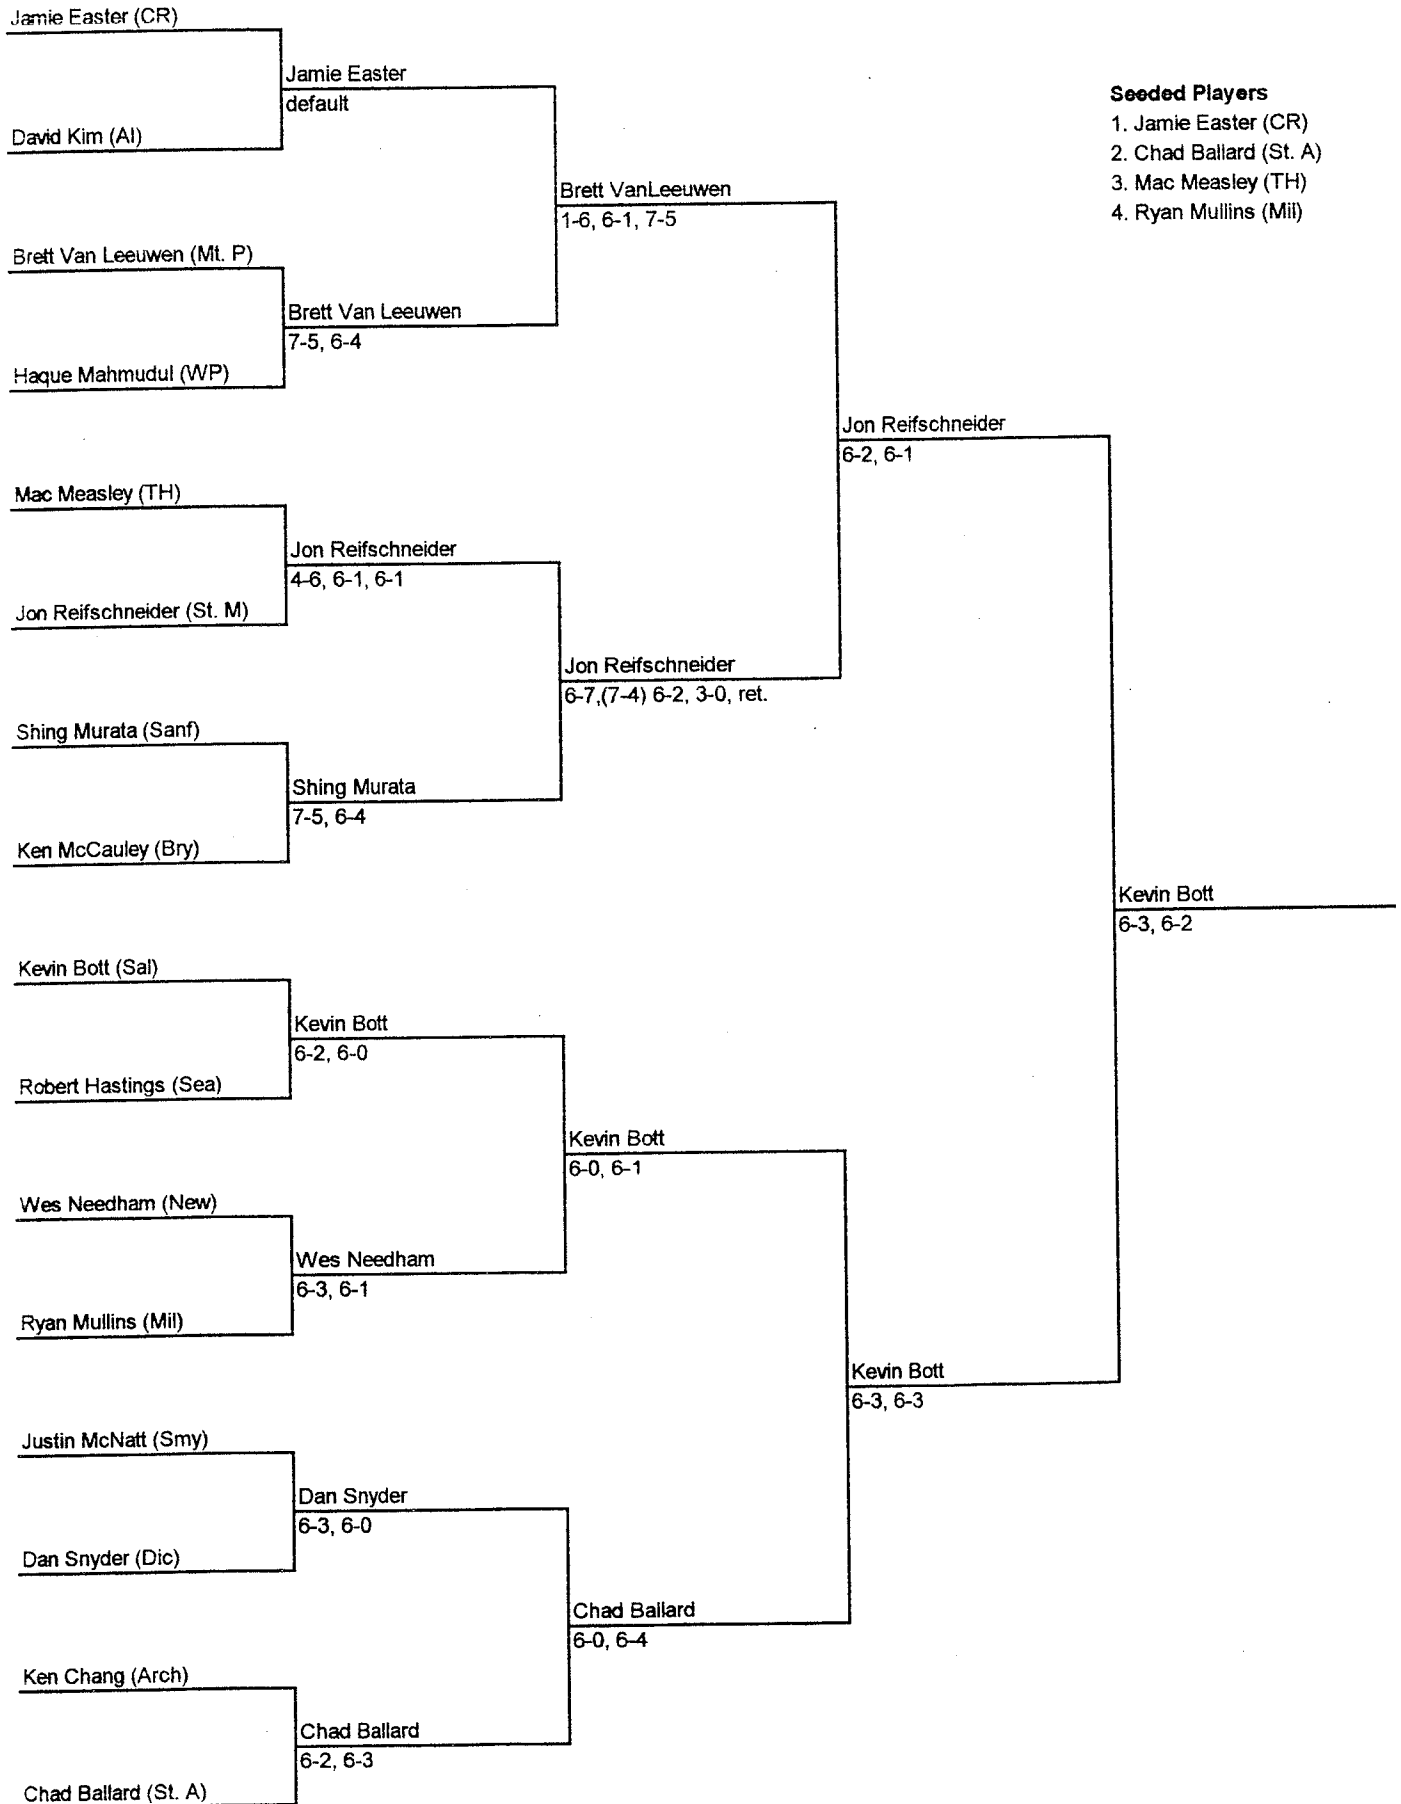 Jamie Easter (CR)
Jamie Easter
default
David Kim (Al)
Brett VanLeeuwen
1-6, 6-1, 7-5
Brett Van Leeuwen (Mt. P)
Brett Van Leeuwen
7-5, 6-4
Haque Mahmudul (WP)
Jon Reifschneider
6-2, 6-1
Mac Measley (TH)
Jon Reifschneider
4-6, 6-1, 6-1
Jon Reifschneider (St. M)
Jon Reifschneider
6-7,(7-4) 6-2, 3-0, ret.
Shing Murata (Sanf)
Shing Murata
7-5, 6-4
Ken McCauley (Bry)
Kevin Bott
6-3, 6-2
Kevin Bott (Sal)
Kevin Bott
6-2, 6-0
Robert Hastings (Sea)
Kevin Bott
6-0, 6-1
Wes Needham (New)
Wes Needham
6-3, 6-1
Ryan Mullins (Mil)
Kevin Bott
6-3, 6-3
Justin McNatt (Smy)
Dan Snyder
6-3, 6-0
Dan Snyder (Dic)
Chad Ballard
6-0, 6-4
Ken Chang (Arch)
Chad Ballard
6-2, 6-3
Chad Ballard (St. A)
Seeded Players
1. Jamie Easter (CR)
2. Chad Ballard (St. A)
3. Mac Measley (TH)
4. Ryan Mullins (Mil)